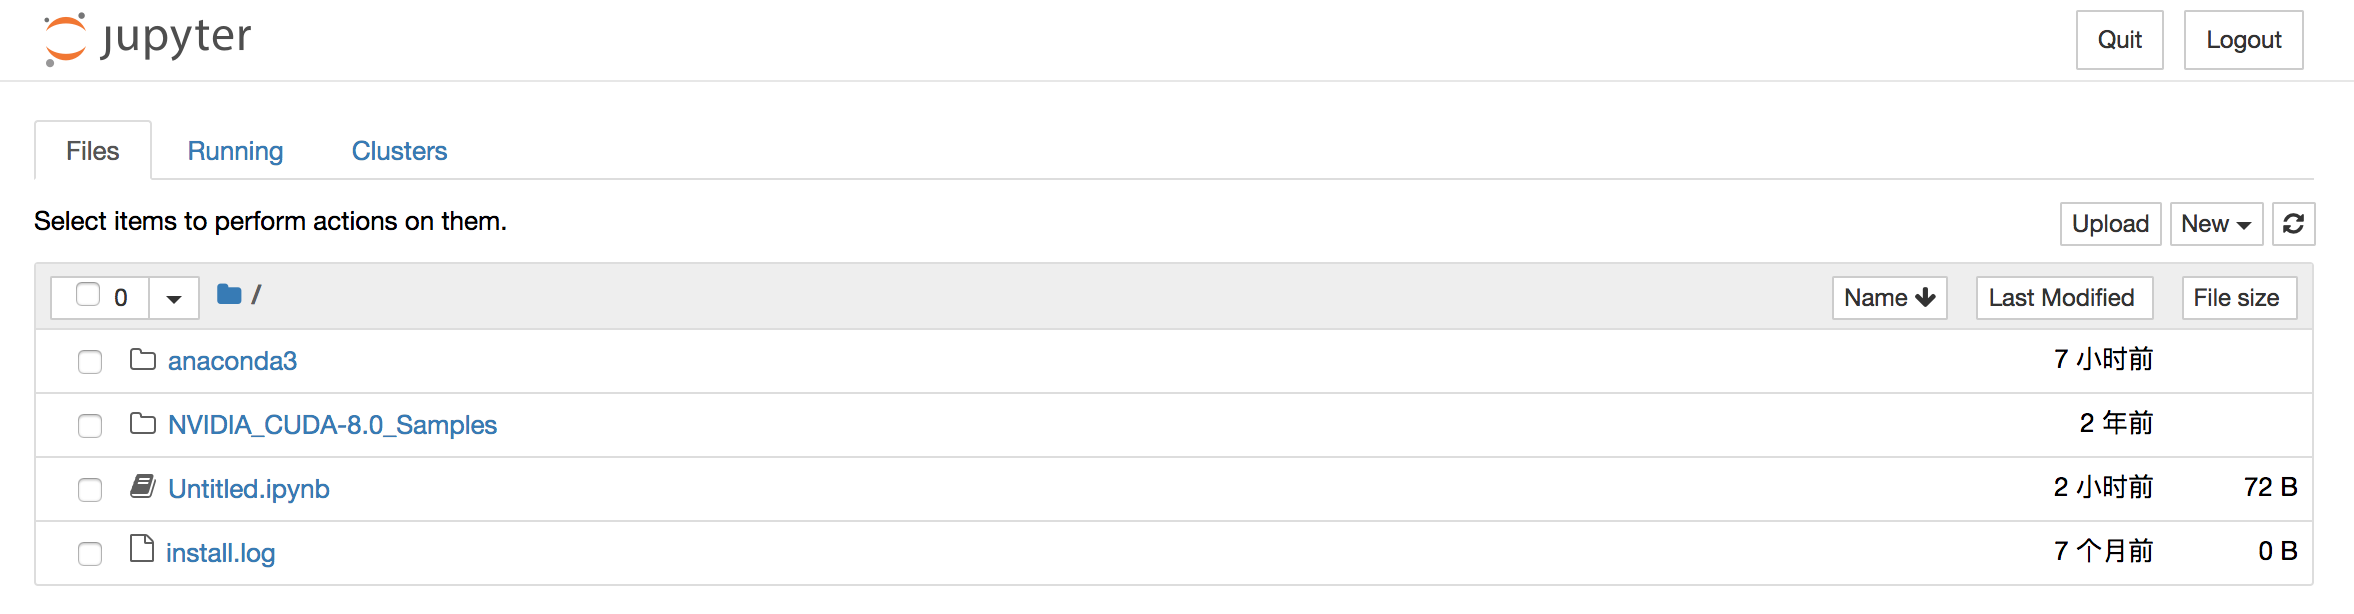 jupyter Quit Logout
Files Running Clusters
Select items to perform actions on them. Upload New
0 / Name Last Modified File size
anaconda3 7 小时前
NVIDIA_CUDA-8.0_Samples 2 年前
Untitled.ipynb 2 小时前 72 B
install.log 7 个月前 0 B